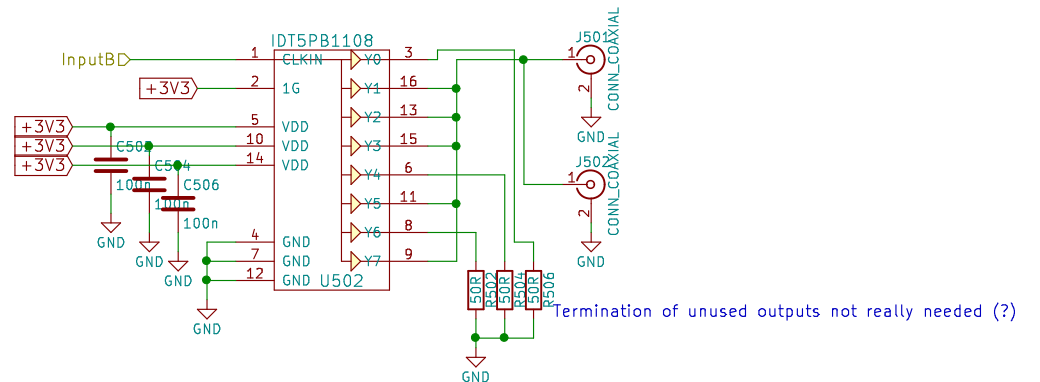 IDT5PB1108
InputB
1
CLKIN
Y0
3
+3V3
2
1G
Y1
16
Y2
13
+3V3
5
VDD
+3V3
10
VDD
Y3
15
+3V3
14
VDD
Y4
6
Y5
11
Y6
8
4
GND
7
GND
Y7
9
12
GND
U502
GND
C502
100n
GND
C504
100n
GND
C506
100n
GND
J501
1
2
CONN_COAXIAL
GND
J502
1
2
CONN_COAXIAL
GND
50R
R502
50R
R504
50R
R506
GND
Termination of unused outputs not really needed (?)